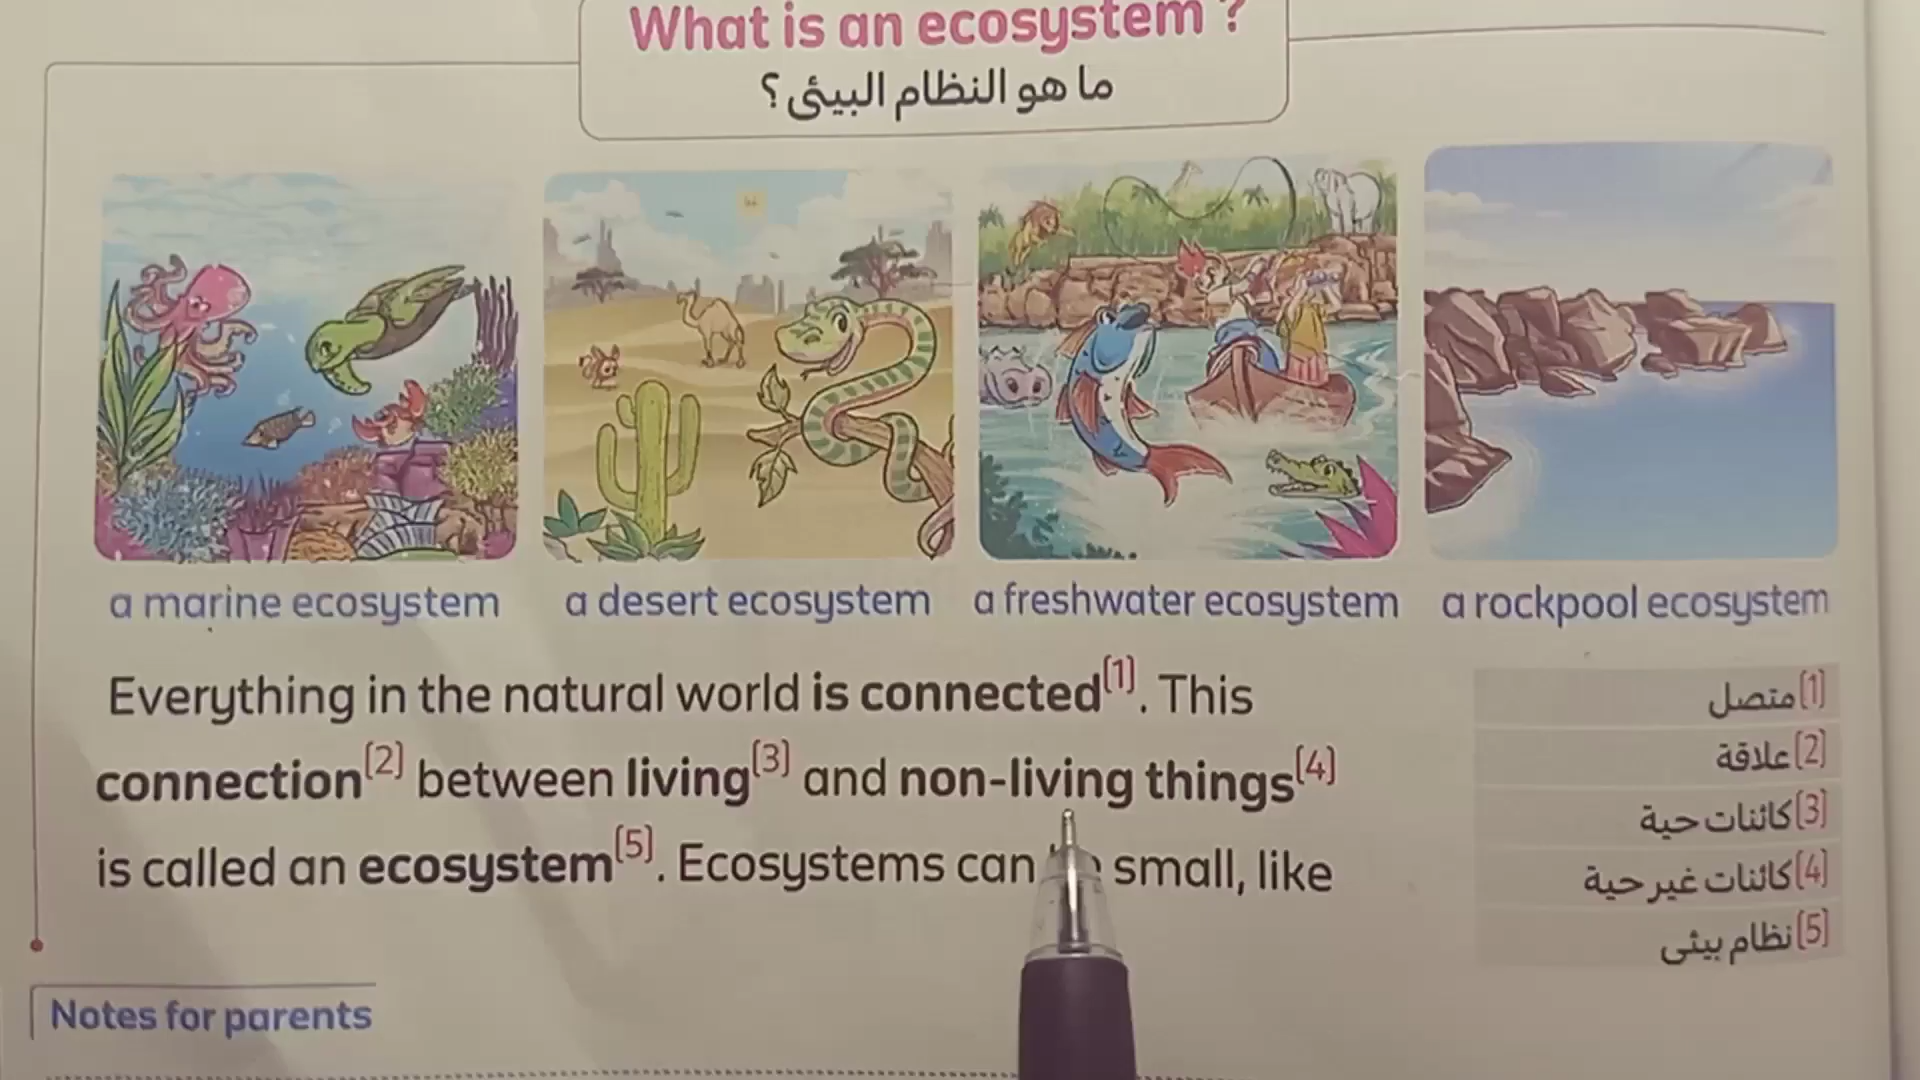 What is an ecosystem ?
ما هو النظام البيئى؟
a marine ecosystem
a desert ecosystem
a freshwater ecosystem
a rockpool ecosystem
Everything in the natural world is connected(1). This
connection(2) between living(3) and non-living things(4)
is called an ecosystem(5). Ecosystems can small, like
(1) متصل
(2) علاقة
(3) كائنات حية
(4) كائنات غير حية
(5) نظام بيئى
Notes for parents